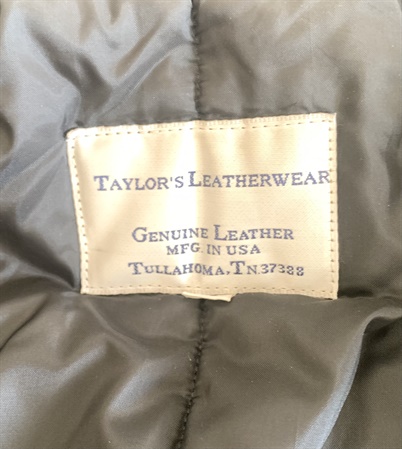 TAYLOR'S LEATHERWEAR
GENUINE LEATHER
MFG. IN USA
TULLAHOMA, TN. 37388